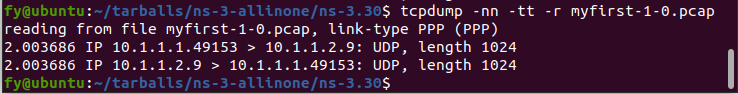 fy@ubuntu:~/tarballs/ns-3-allinone/ns-3.30$ tcpdump -nn -tt -r myfirst-1-0.pcap
reading from file myfirst-1-0.pcap, link-type PPP (PPP)
2.003686 IP 10.1.1.1.49153 > 10.1.1.2.9: UDP, length 1024
2.003686 IP 10.1.1.2.9 > 10.1.1.1.49153: UDP, length 1024
fy@ubuntu:~/tarballs/ns-3-allinone/ns-3.30$